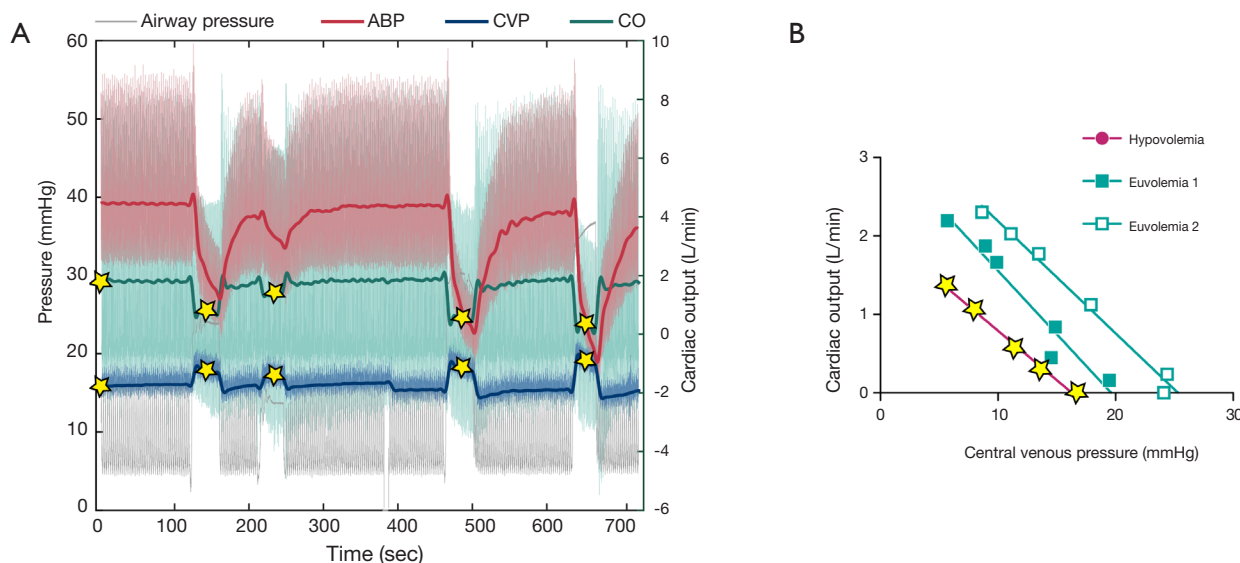 Airway pressure ABP CVP CO
A
60
50
40
30
20
10
0
Pressure (mmHg)
10
8
6
4
2
0
-2
-4
-6
Cardiac output (L/min)
0 100 200 300 400 500 600 700
Time (sec)
B
Hypovolemia
Euvolemia 1
Euvolemia 2
3
2
1
0
Cardiac output (L/min)
0 10 20 30
Central venous pressure (mmHg)